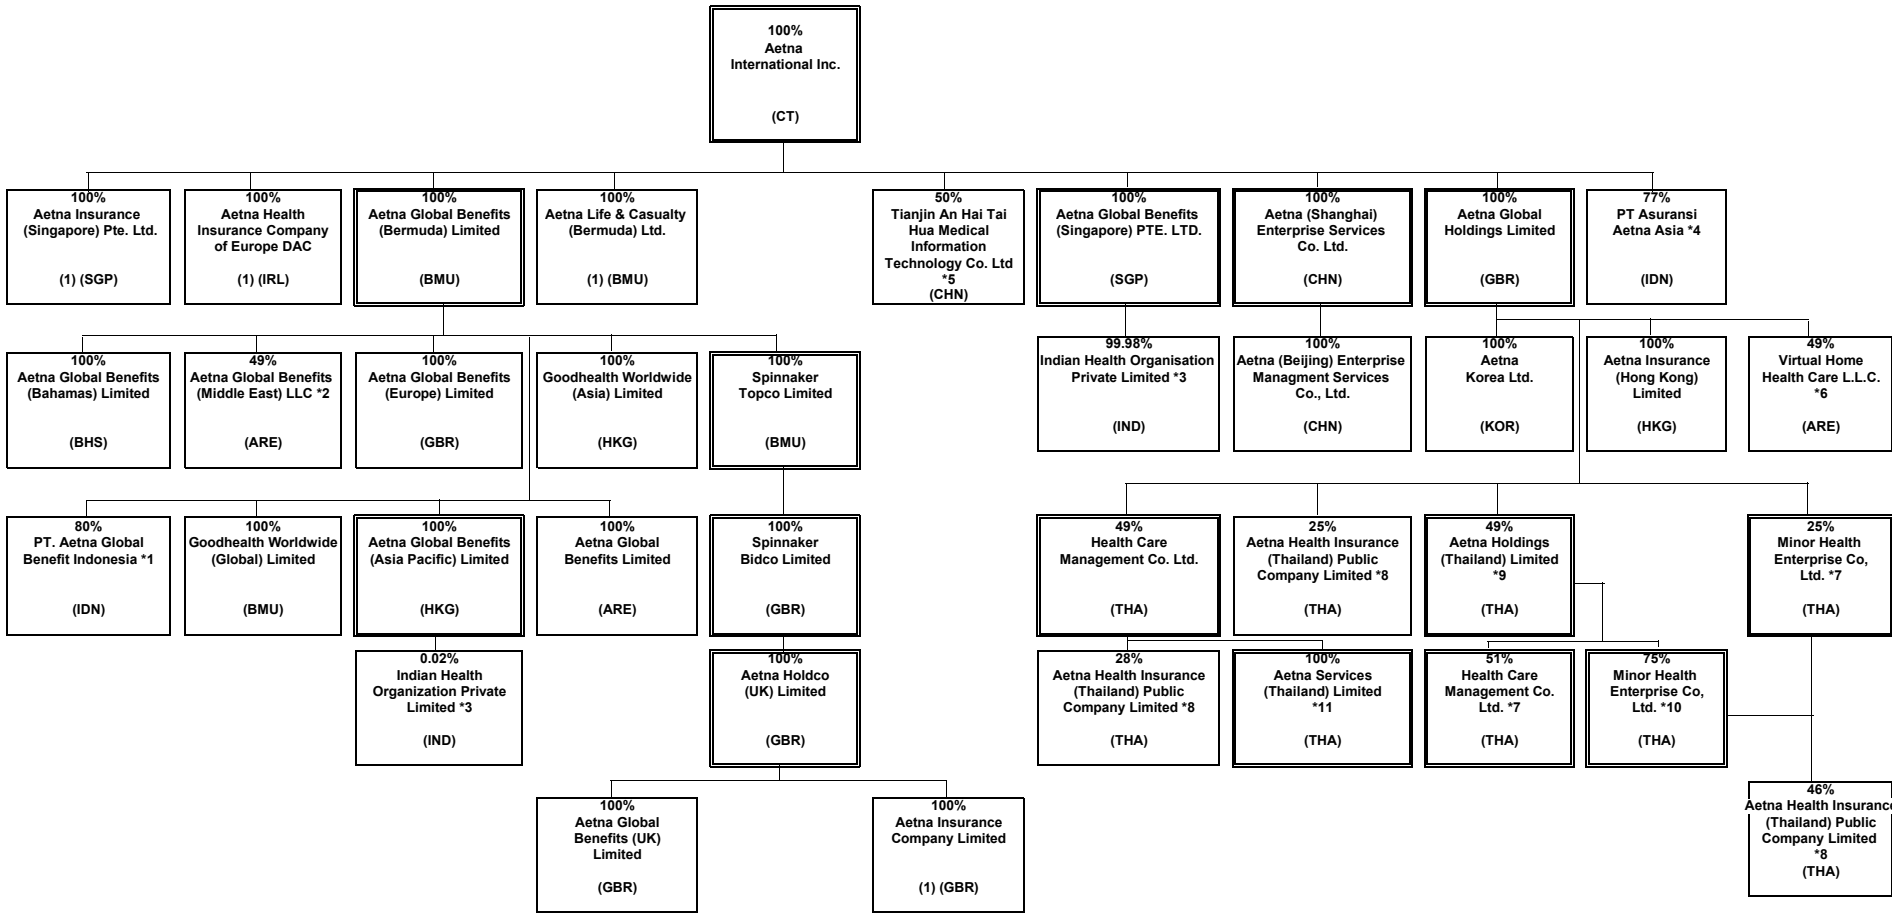 100%
Aetna
International Inc.
(CT)
100%
Aetna Insurance
(Singapore) Pte. Ltd.
(1) (SGP)
100%
Aetna Health
Insurance Company
of Europe DAC
(1) (IRL)
100%
Aetna Global Benefits
(Bermuda) Limited
(BMU)
100%
Aetna Life & Casualty
(Bermuda) Ltd.
(1) (BMU)
50%
Tianjin An Hai Tai
Hua Medical
Information
Technology Co. Ltd
*5
(CHN)
100%
Aetna Global Benefits
(Singapore) PTE. LTD.
(SGP)
100%
Aetna (Shanghai)
Enterprise Services
Co. Ltd.
(CHN)
100%
Aetna Global
Holdings Limited
(GBR)
77%
PT Asuransi
Aetna Asia *4
(IDN)
100%
Aetna Global Benefits
(Bahamas) Limited
(BHS)
49%
Aetna Global Benefits
(Middle East) LLC *2
(ARE)
100%
Aetna Global Benefits
(Europe) Limited
(GBR)
100%
Goodhealth Worldwide
(Asia) Limited
(HKG)
100%
Spinnaker
Topco Limited
(BMU)
99.98%
Indian Health Organisation
Private Limited *3
(IND)
100%
Aetna (Beijing) Enterprise
Managment Services
Co., Ltd.
(CHN)
100%
Aetna
Korea Ltd.
(KOR)
100%
Aetna Insurance
(Hong Kong)
Limited
(HKG)
49%
Virtual Home
Health Care L.L.C.
*6
(ARE)
80%
PT. Aetna Global
Benefit Indonesia *1
(IDN)
100%
Goodhealth Worldwide
(Global) Limited
(BMU)
100%
Aetna Global Benefits
(Asia Pacific) Limited
(HKG)
100%
Aetna Global
Benefits Limited
(ARE)
100%
Spinnaker
Bidco Limited
(GBR)
49%
Health Care
Management Co. Ltd.
(THA)
25%
Aetna Health Insurance
(Thailand) Public
Company Limited *8
(THA)
49%
Aetna Holdings
(Thailand) Limited
*9
(THA)
25%
Minor Health
Enterprise Co,
Ltd. *7
(THA)
0.02%
Indian Health
Organization Private
Limited *3
(IND)
100%
Aetna Holdco
(UK) Limited
(GBR)
28%
Aetna Health Insurance
(Thailand) Public
Company Limited *8
(THA)
100%
Aetna Services
(Thailand) Limited
*11
(THA)
51%
Health Care
Management Co.
Ltd. *7
(THA)
75%
Minor Health
Enterprise Co,
Ltd. *10
(THA)
100%
Aetna Global
Benefits (UK)
Limited
(GBR)
100%
Aetna Insurance
Company Limited
(1) (GBR)
46%
Aetna Health Insurance
(Thailand) Public
Company Limited
*8
(THA)